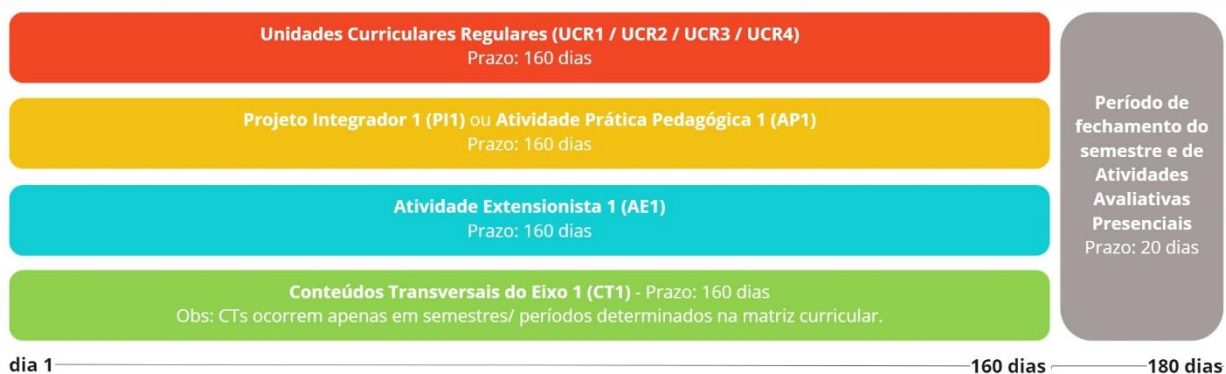 Unidades Curriculares Regulares (UCR1 / UCR2 / UCR3 / UCR4)
Prazo: 160 dias
Projeto Integrador 1 (PI1) ou Atividade Prática Pedagógica 1 (AP1)
Prazo: 160 dias
Atividade Extensionista 1 (AE1)
Prazo: 160 dias
Conteúdos Transversais do Eixo 1 (CT1) - Prazo: 160 dias
Obs: CTs ocorrem apenas em semestres/ períodos determinados na matriz curricular.
Período de
fechamento do
semestre e de
Atividades
Avaliativas
Presenciais
Prazo: 20 dias
dia 1
160 dias
180 dias